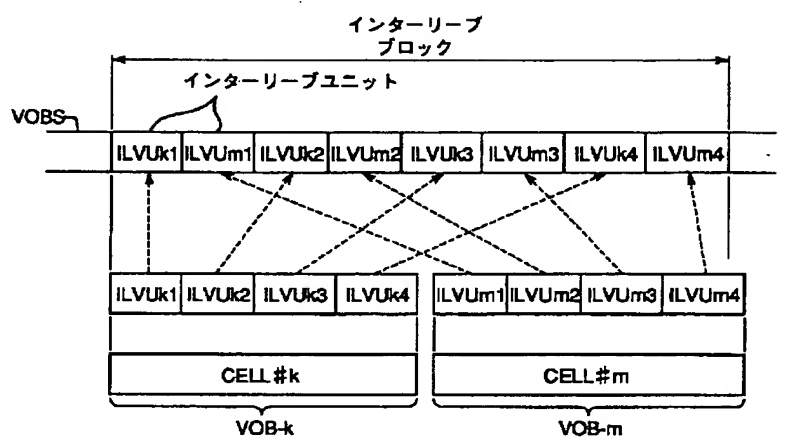 インターリーブ
ブロック
インターリーブユニット
VOBS
ILVUk1 ILVUm1 ILVUk2 ILVUm2 ILVUk3 ILVUm3 ILVUk4 ILVUm4
ILVUk1 ILVUk2 ILVUk3 ILVUk4 ILVUm1 ILVUm2 ILVUm3 ILVUm4
CELL#k CELL#m
VOB-k VOB-m